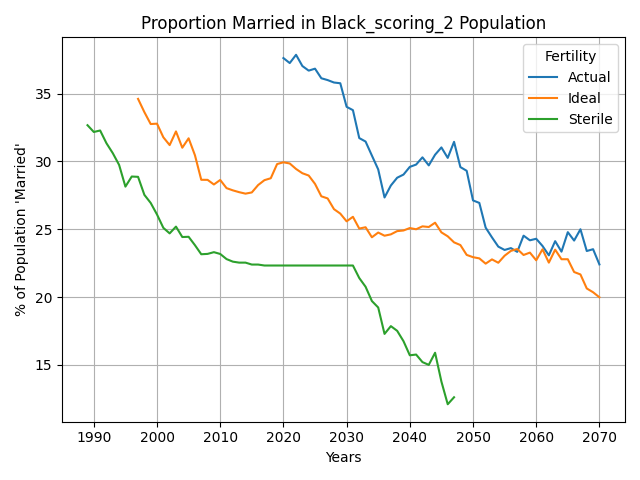 Proportion Married in Black_scoring_2 Population
Fertility
Actual
Ideal
Sterile
% of Population 'Married'
35
30
25
20
15
1990 2000 2010 2020 2030 2040 2050 2060 2070
Years